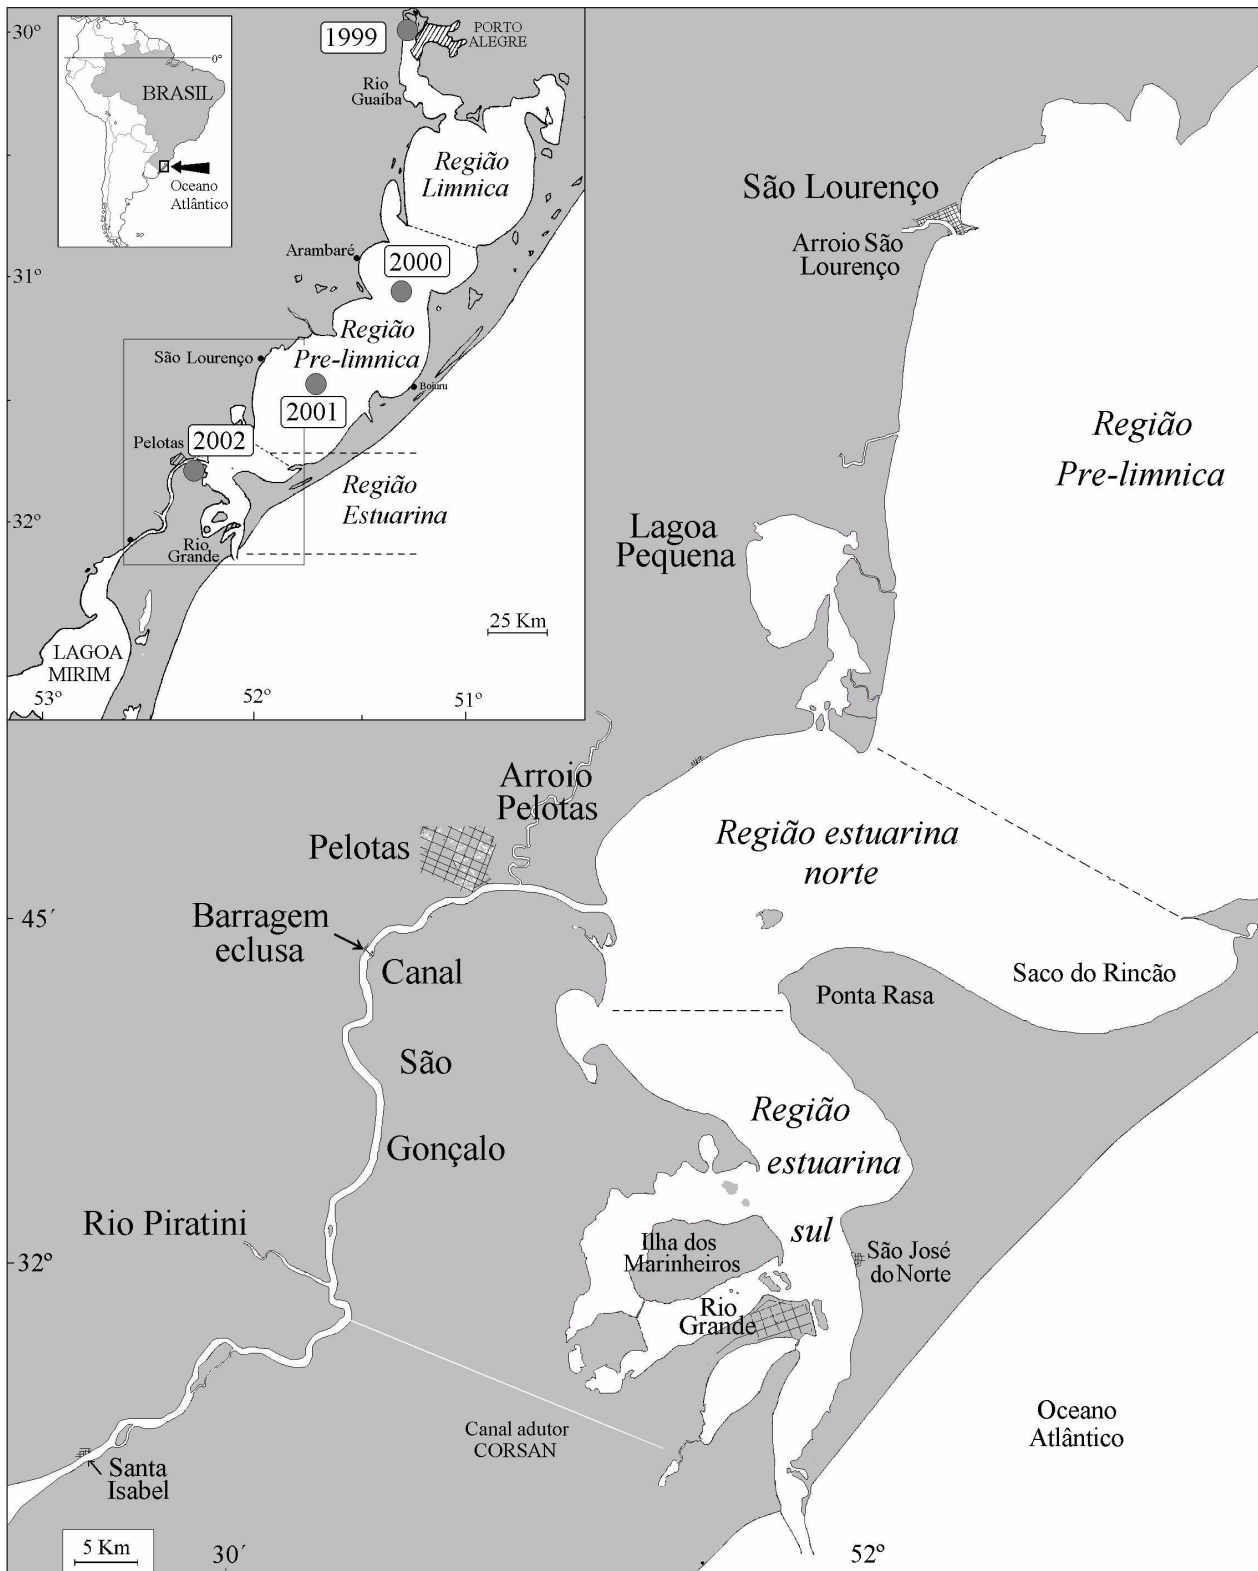 30º
1999
PORTO
ALEGRE
Rio
Guaíba
BRASIL
0º
Oceano
Atlântico
Região
Limnica
Arambaré
2000
31º
Região
Pre-limnica
São Lourenço
Bojuru
2001
Pelotas
2002
Região
Estuarina
32º
Rio
Grande
25 Km
LAGOA
MIRIM
53º
52º
51º
São Lourenço
Arroio São
Lourenço
Região
Pre-limnica
Lagoa
Pequena
Arroio
Pelotas
Pelotas
Região estuarina
norte
45´
Barragem
eclusa
Canal
São
Gonçalo
Ponta Rasa
Saco do Rincão
Região
estuarina
sul
Rio Piratini
32º
Ilha dos
Marinheiros
São José
do Norte
Rio
Grande
Canal adutor
CORSAN
Oceano
Atlântico
Santa
Isabel
5 Km
30´
52º